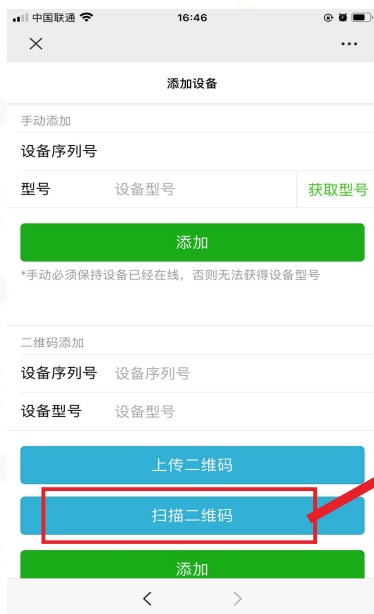 中国联通
16:46
添加设备
手动添加
设备序列号
型号 设备型号 获取型号
添加
*手动必须保持设备已经在线，否则无法获得设备型号
二维码添加
设备序列号 设备序列号
设备型号 设备型号
上传二维码
扫描二维码
添加